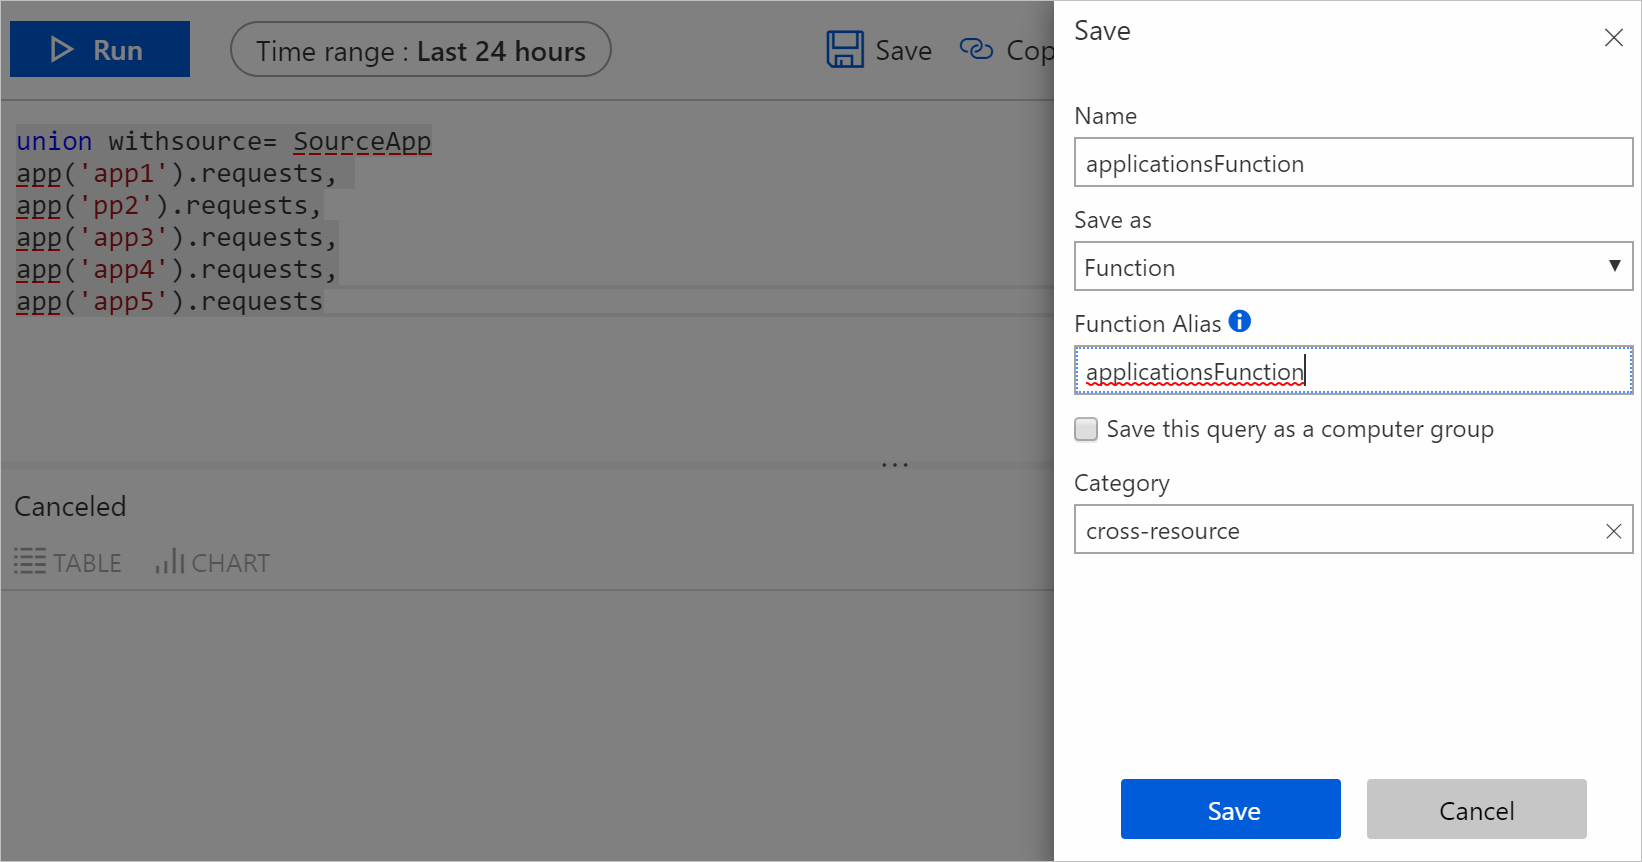 Run
Time range : Last 24 hours
Save
Cop
union withsource= SourceApp
app('app1').requests,
app('pp2').requests,
app('app3').requests,
app('app4').requests,
app('app5').requests
...
Canceled
TABLE
CHART
Save
Name
applicationsFunction
Save as
Function
Function Alias
applicationsFunction
Save this query as a computer group
Category
cross-resource
Save
Cancel